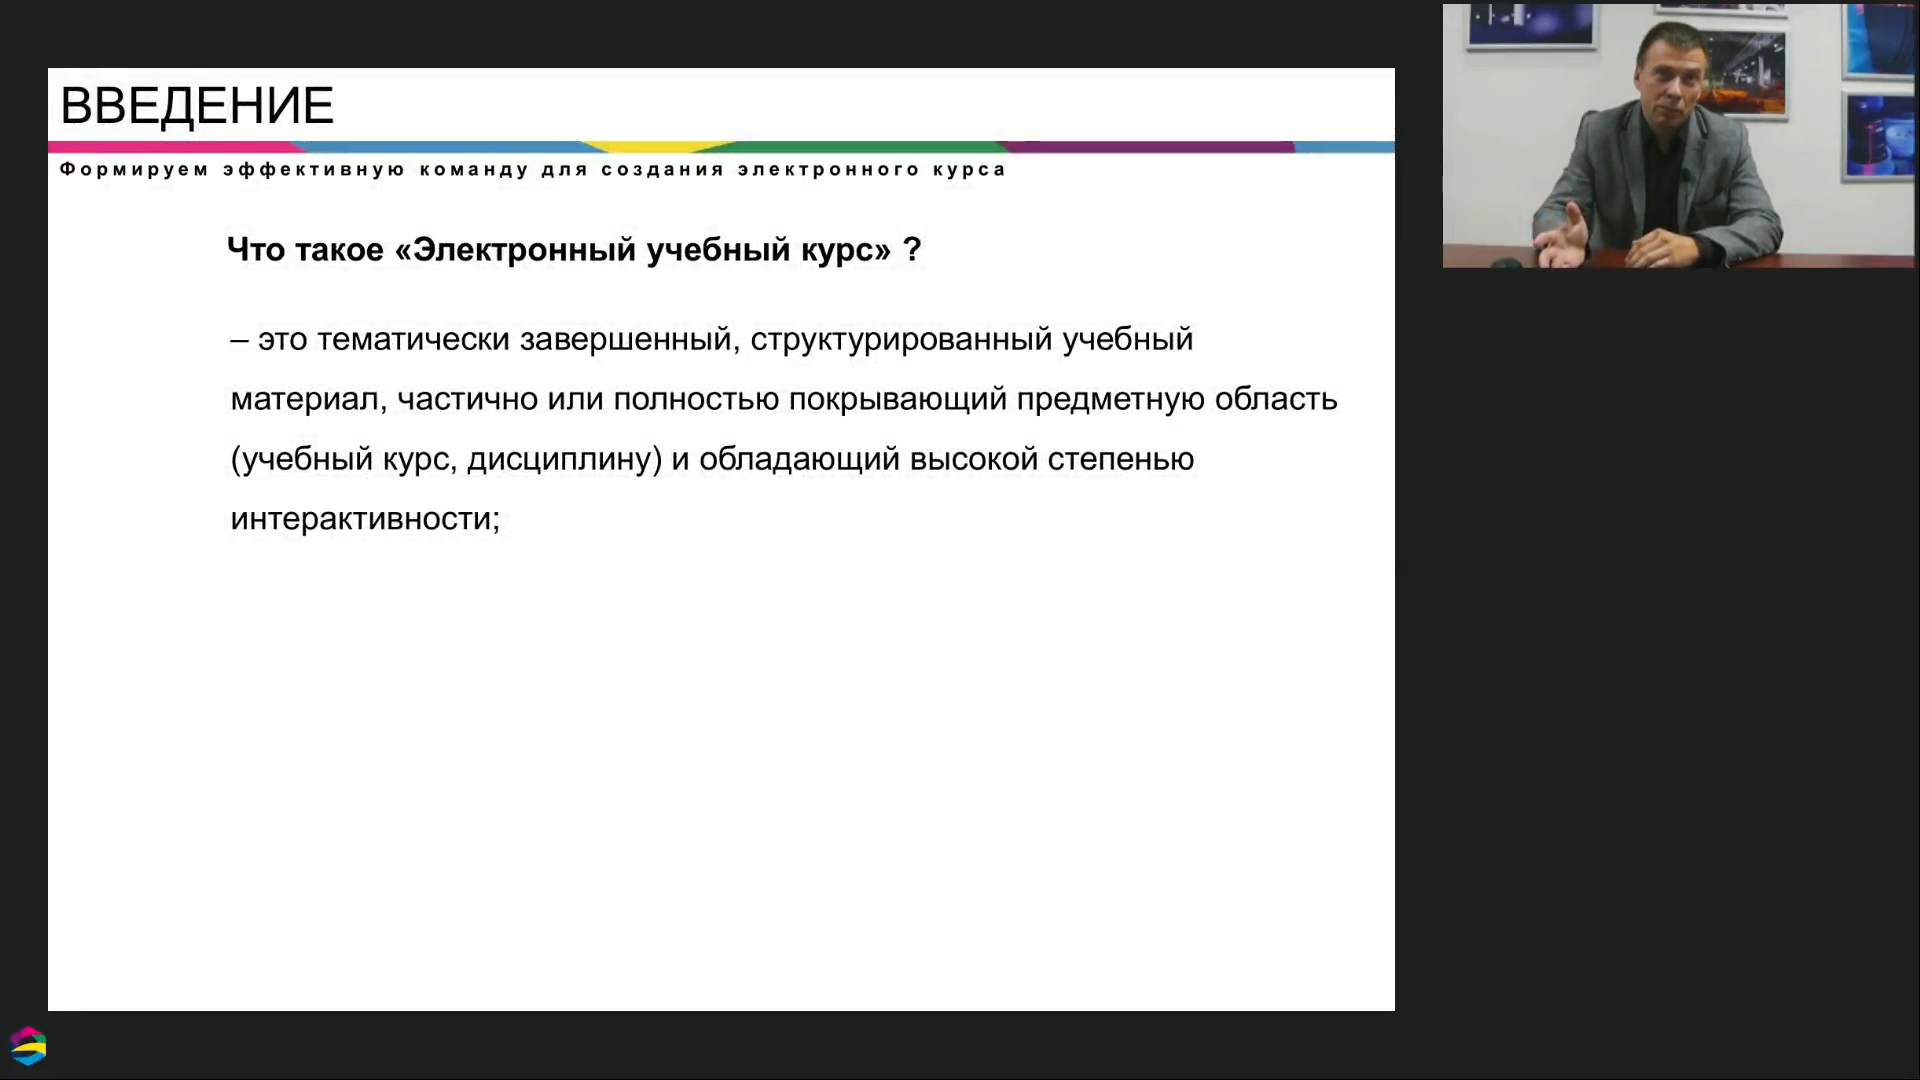 ВВЕДЕНИЕ
Формируем эффективную команду для создания электронного курса
Что такое «Электронный учебный курс» ?
– это тематически завершенный, структурированный учебный
материал, частично или полностью покрывающий предметную область
(учебный курс, дисциплину) и обладающий высокой степенью
интерактивности;